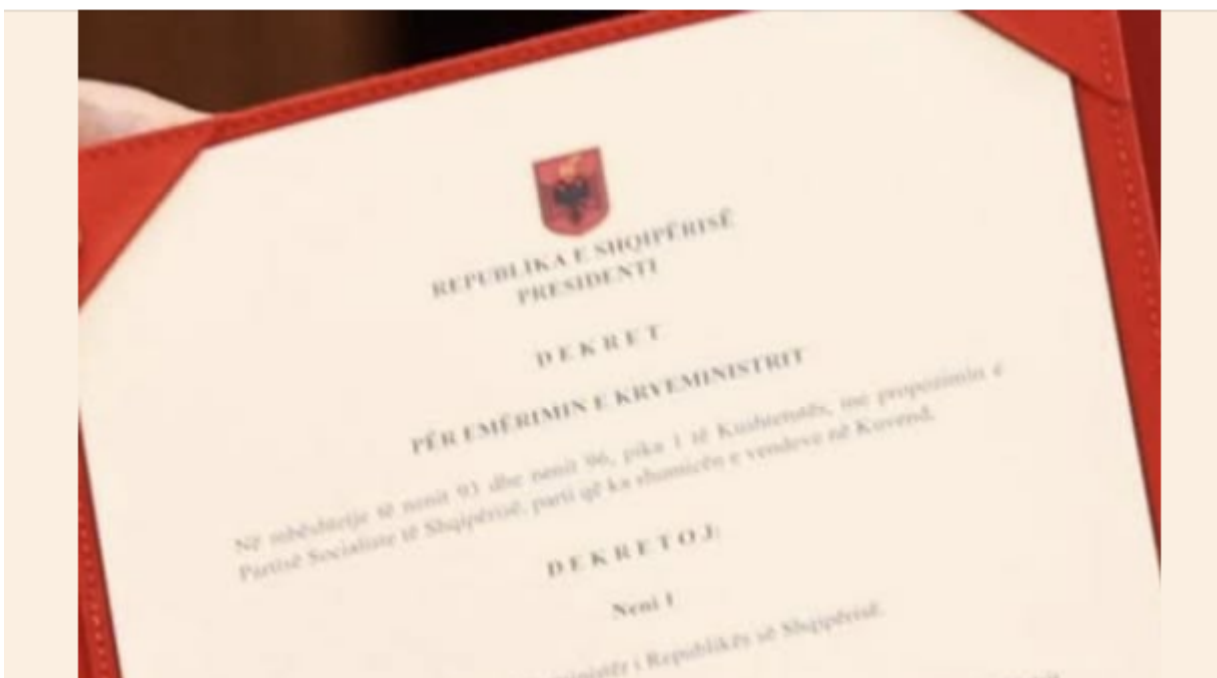 REPUBLIKA E SHQIPËRISË
PRESIDENTI
D E K R E T
PËR EMËRIMIN E KRYEMINISTRIT
Në mbështetje të nenit 93 dhe nenit 96, pika 1 të Kushtetutës, me propozimin e
Partisë Socialiste të Shqipërisë, parti që ka shumicën e vendeve në Kuvend,
D E K R E T O J:
Neni 1
i Republikës së Shqipërisë.